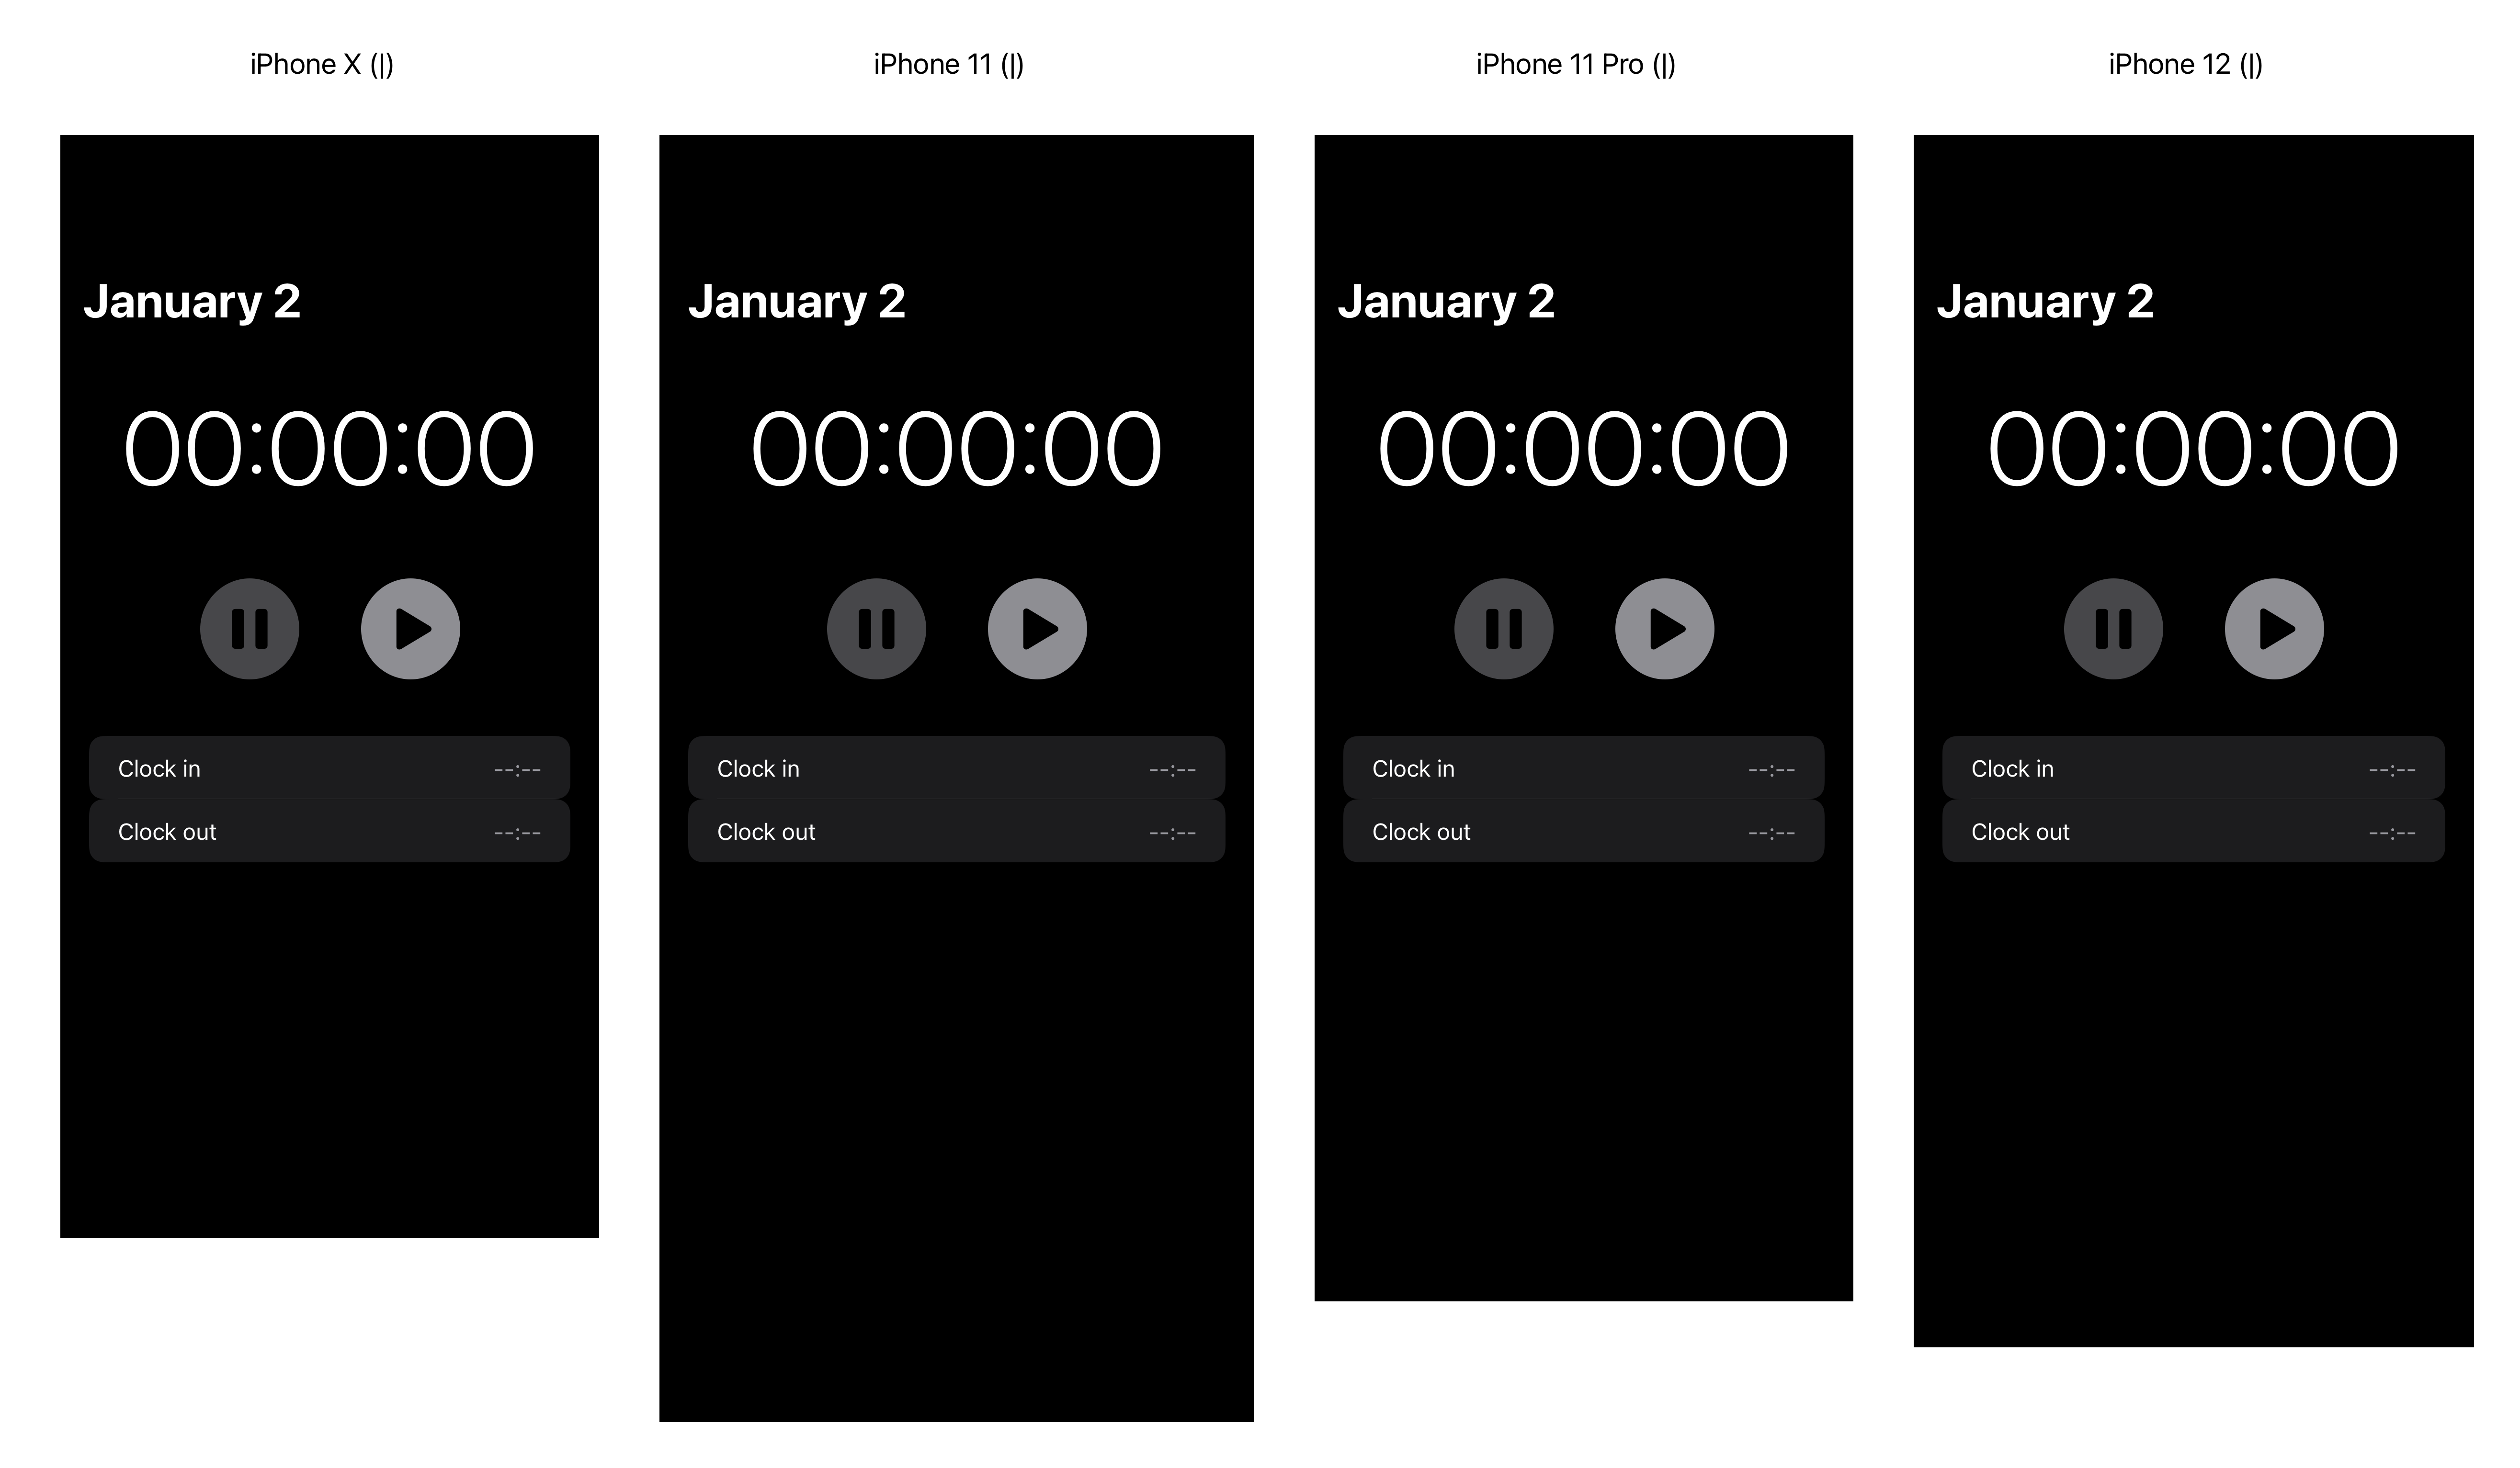 iPhone X (|)
January 2
00:00:00
Clock in --:--
Clock out --:--
iPhone 11 (|)
January 2
00:00:00
Clock in --:--
Clock out --:--
iPhone 11 Pro (|)
January 2
00:00:00
Clock in --:--
Clock out --:--
iPhone 12 (|)
January 2
00:00:00
Clock in --:--
Clock out --:--